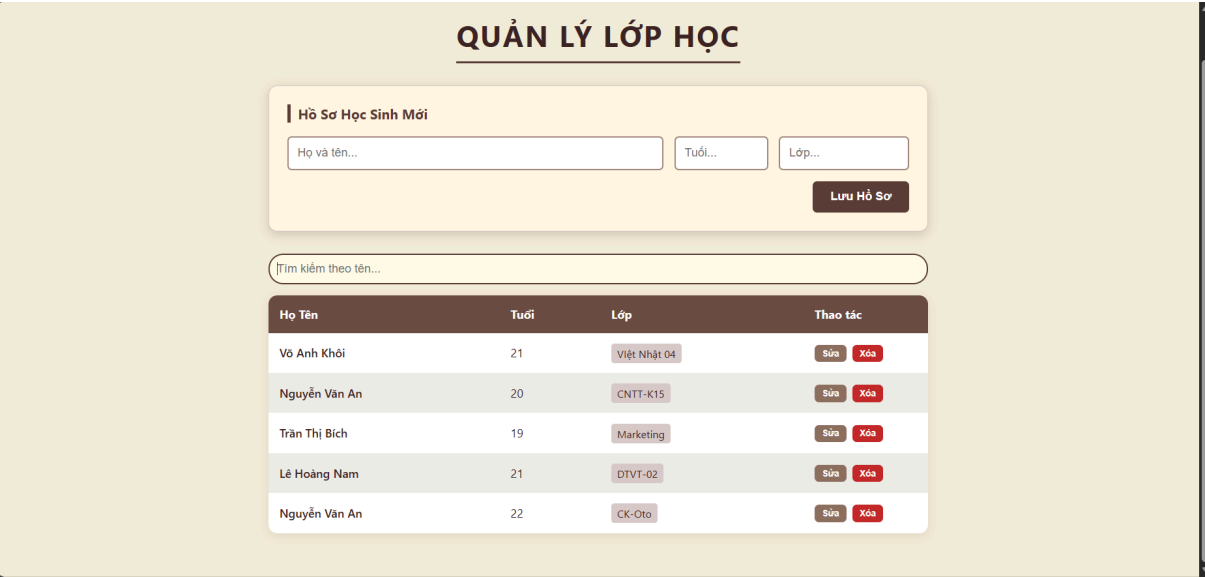 QUẢN LÝ LỚP HỌC
Hồ Sơ Học Sinh Mới
Họ và tên... Tuổi... Lớp...
Lưu Hồ Sơ
Tìm kiếm theo tên...
Họ Tên Tuổi Lớp Thao tác
Võ Anh Khôi 21 Việt Nhật 04 Sửa Xóa
Nguyễn Văn An 20 CNTT-K15 Sửa Xóa
Trần Thị Bích 19 Marketing Sửa Xóa
Lê Hoàng Nam 21 DTVT-02 Sửa Xóa
Nguyễn Văn An 22 CK-Oto Sửa Xóa